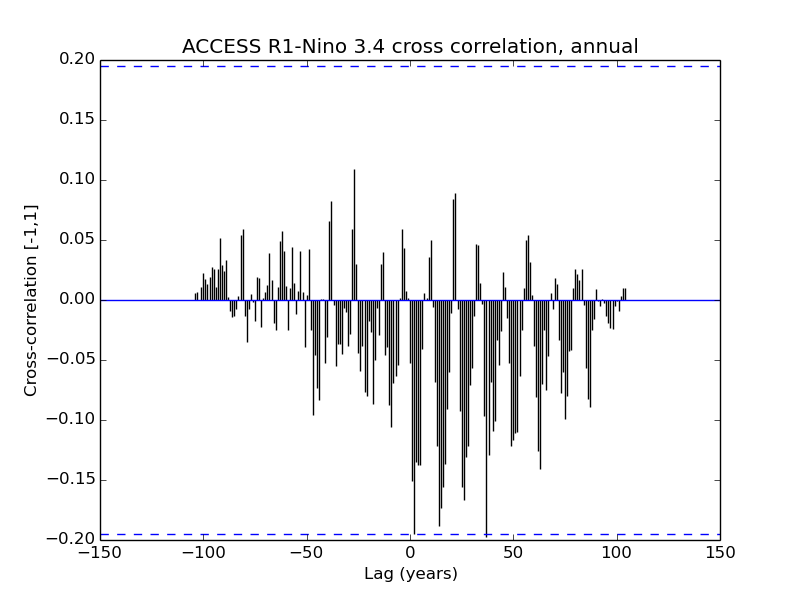 ACCESS R1-Nino 3.4 cross correlation, annual
0.20
0.15
0.10
0.05
0.00
−0.05
−0.10
−0.15
−0.20
Cross-correlation [-1,1]
−150 −100 −50 0 50 100 150
Lag (years)